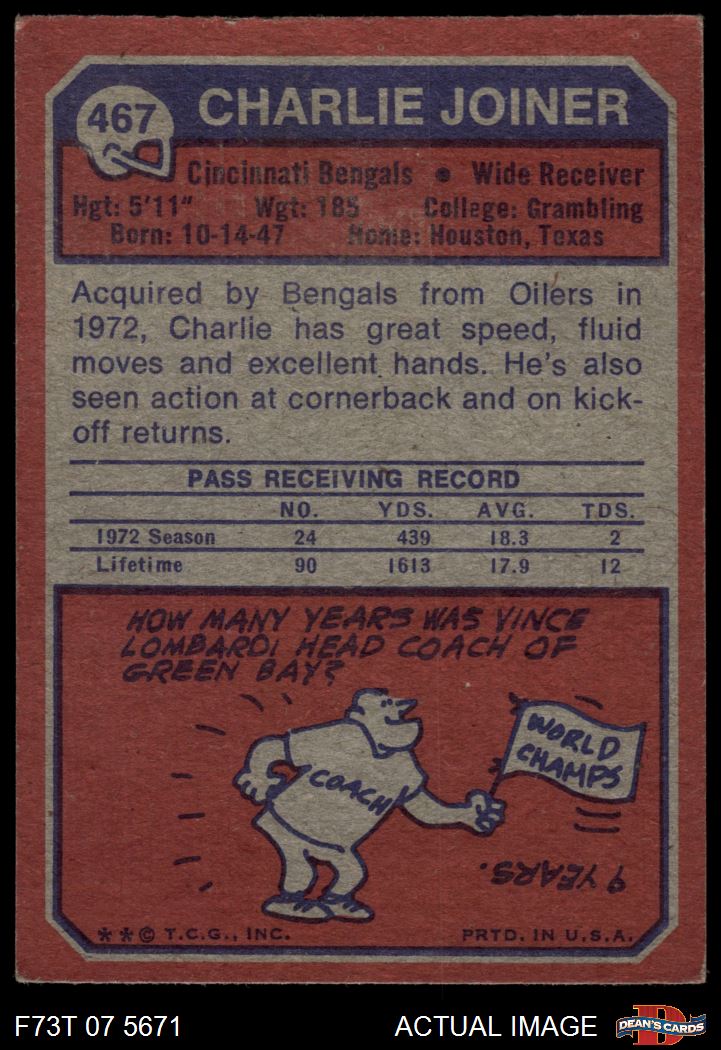 467 CHARLIE JOINER
Cincinnati Bengals • Wide Receiver
Hgt: 5'11" Wgt: 185 College: Grambling
Born: 10-14-47 Home: Houston, Texas
Acquired by Bengals from Oilers in
1972, Charlie has great speed, fluid
moves and excellent hands. He's also
seen action at cornerback and on kick-
off returns.
PASS RECEIVING RECORD
NO. YDS. AVG. TDS.
1972 Season 24 439 18.3 2
Lifetime 90 1613 17.9 12
HOW MANY YEARS WAS VINCE
LOMBARDI HEAD COACH OF
GREEN BAY?
WORLD
CHAMPS
COACH
9 YEARS.
**© T.C.G., INC. PRTD. IN U.S.A.
F73T 07 5671 ACTUAL IMAGE D DEAN'S CARDS